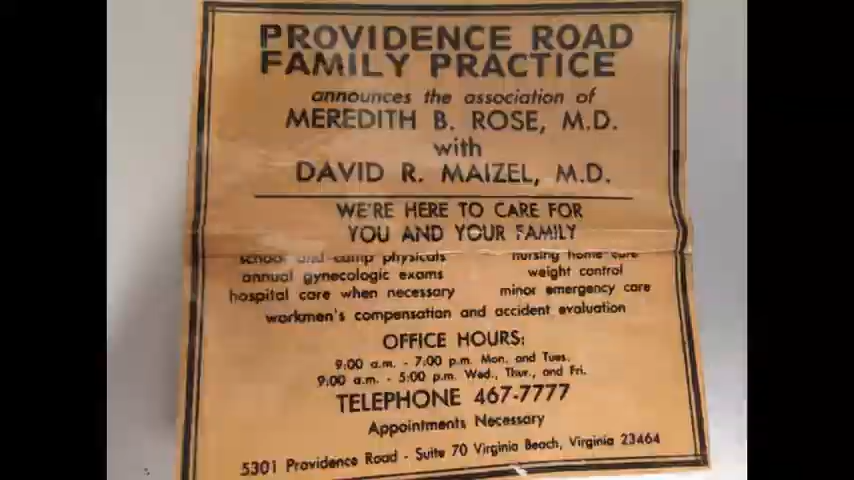 PROVIDENCE ROAD
FAMILY PRACTICE
announces the association of
MEREDITH B. ROSE, M.D.
with
DAVID R. MAIZEL, M.D.
WE'RE HERE TO CARE FOR
YOU AND YOUR FAMILY
school and camp physicals nursing home care
annual gynecologic exams weight control
hospital care when necessary minor emergency care
workmen's compensation and accident evaluation
OFFICE HOURS:
9:00 a.m. - 7:00 p.m. Mon. and Tues.
9:00 a.m. - 5:00 p.m. Wed., Thur., and Fri.
TELEPHONE 467-7777
Appointments Necessary
5301 Providence Road - Suite 70 Virginia Beach, Virginia 23464